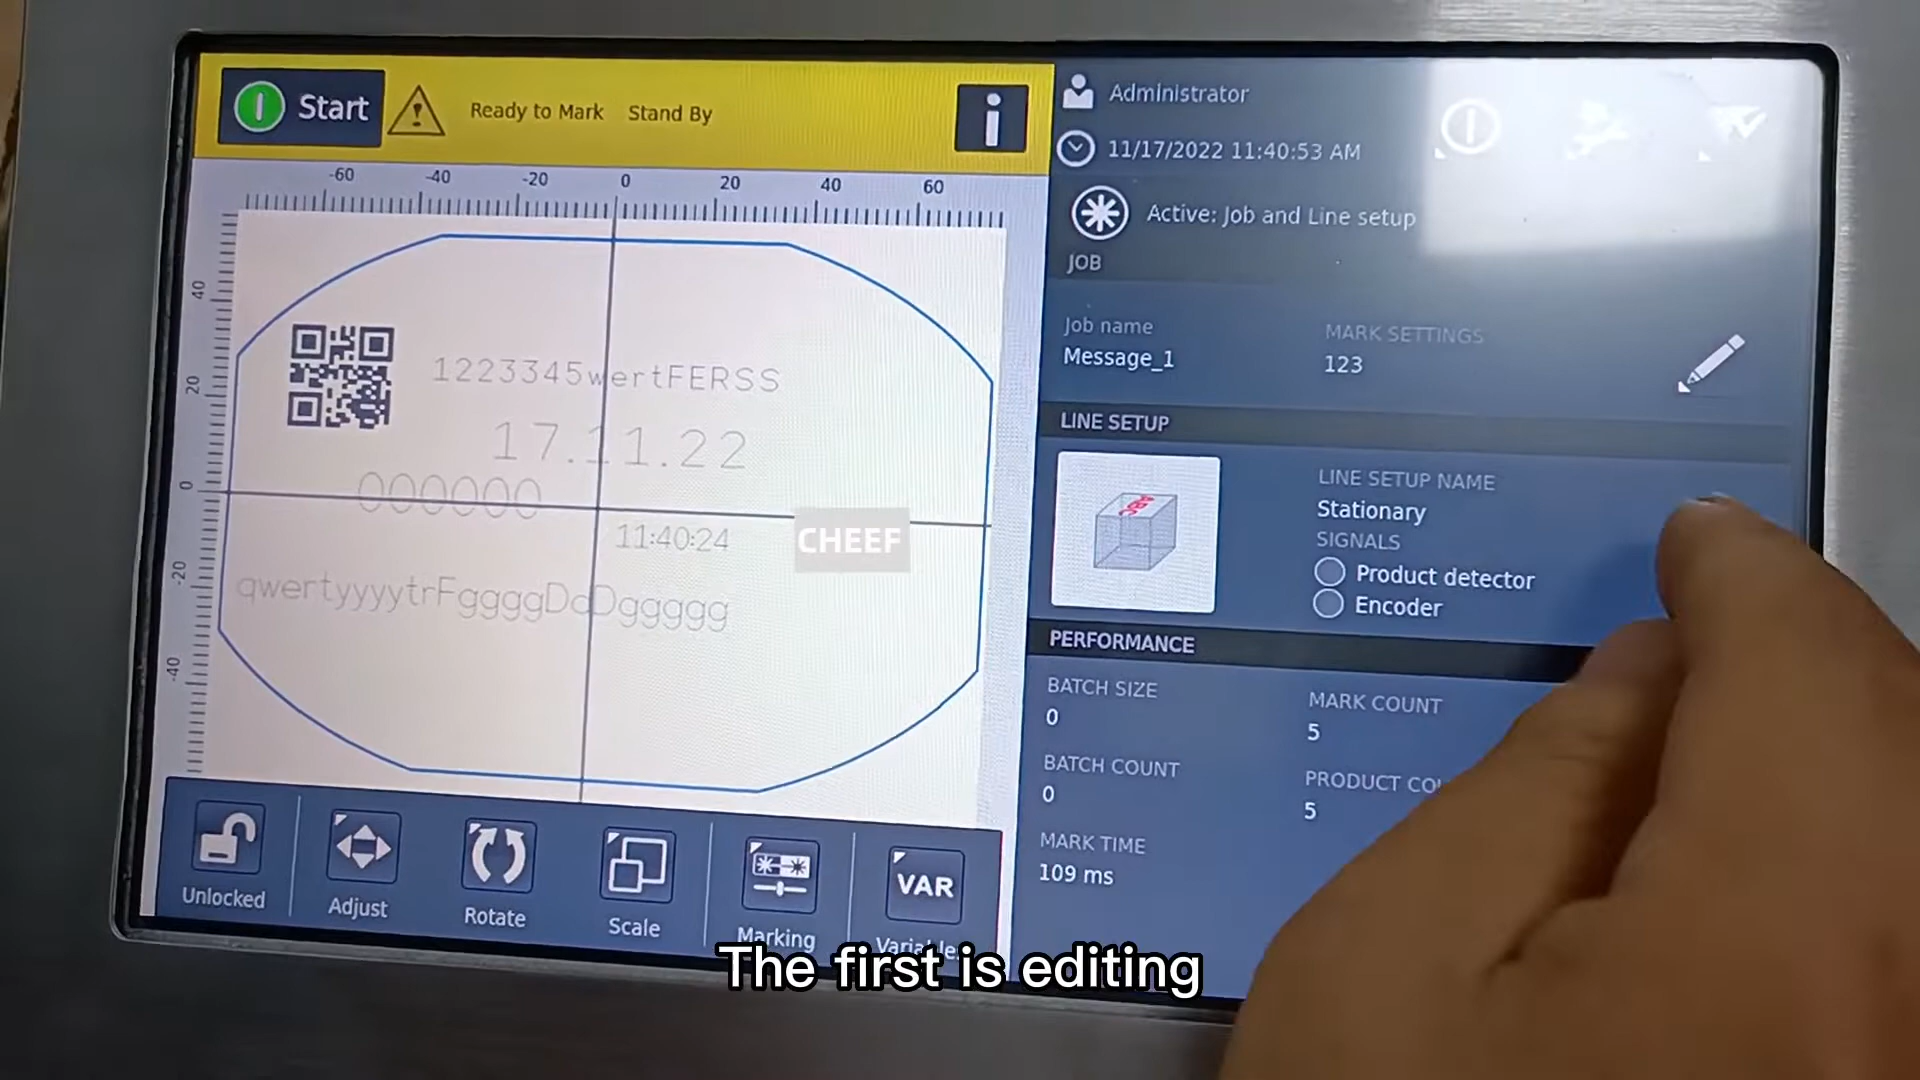 Start
Ready to Mark Stand By
Administrator
11/17/2022 11:40:53 AM
Active: Job and Line setup
JOB
Job name
Message_1
MARK SETTINGS
123
LINE SETUP
LINE SETUP NAME
Stationary
SIGNALS
Product detector
Encoder
PERFORMANCE
BATCH SIZE
0
MARK COUNT
5
BATCH COUNT
0
PRODUCT COU
5
MARK TIME
109 ms
-60 -40 -20 0 20 40 60
40
20
0
-20
-40
1223345wertFERSS
17.11.22
000000
11:40:24
CHEEF
ABC
Unlocked
Adjust
Rotate
Scale
Marking
VAR
The first is editing